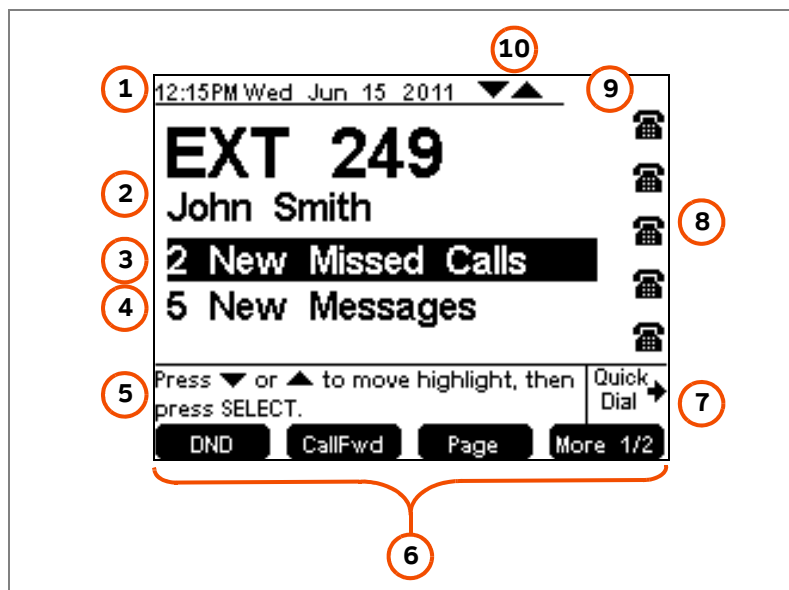 10
1
12:15PM Wed Jun 15 2011 ▼▲
9
EXT 249
2
John Smith
8
3
2 New Missed Calls
4
5 New Messages
5
Press ▼ or ▲ to move highlight, then
press SELECT.
Quick
Dial
7
DND CallFwd Page More 1/2
6